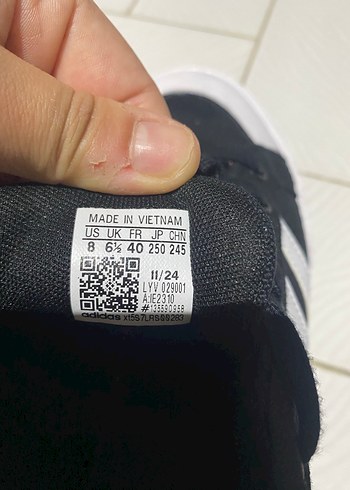 MADE IN VIETNAM
US UK FR JP CHN
8 6½ 40 250 245
11/24
LYV 029001
A:IE2310
adidas